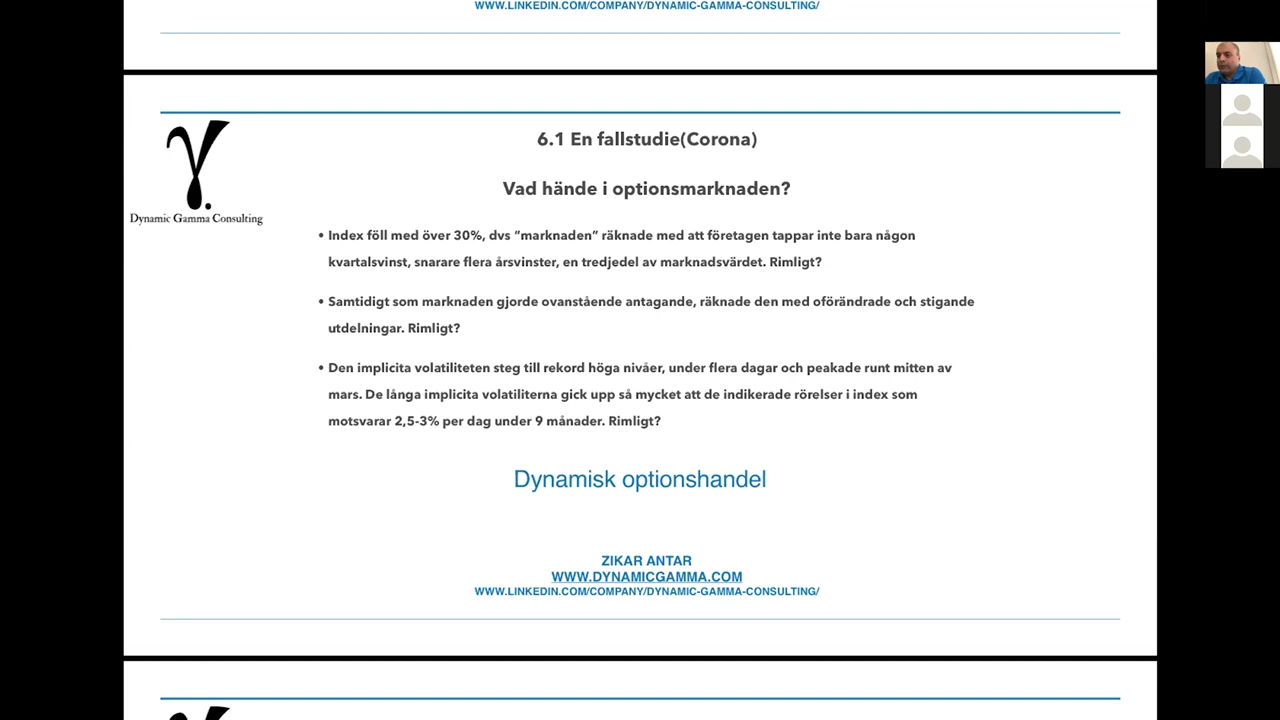 WWW.LINKEDIN.COM/COMPANY/DYNAMIC-GAMMA-CONSULTING/
γ.
Dynamic Gamma Consulting
6.1 En fallstudie(Corona)
Vad hände i optionsmarknaden?
• Index föll med över 30%, dvs “marknaden” räknade med att företagen tappar inte bara någon
kvartalsvinst, snarare flera årsvinster, en tredjedel av marknadsvärdet. Rimligt?
• Samtidigt som marknaden gjorde ovanstående antagande, räknade den med oförändrade och stigande
utdelningar. Rimligt?
• Den implicita volatiliteten steg till rekord höga nivåer, under flera dagar och peakade runt mitten av
mars. De långa implicita volatiliterna gick upp så mycket att de indikerade rörelser i index som
motsvarar 2,5-3% per dag under 9 månader. Rimligt?
Dynamisk optionshandel
ZIKAR ANTAR
WWW.DYNAMICGAMMA.COM
WWW.LINKEDIN.COM/COMPANY/DYNAMIC-GAMMA-CONSULTING/